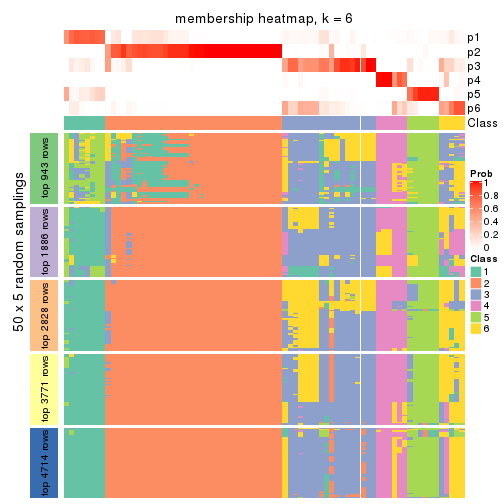 membership heatmap, k = 6
p1
p2
p3
p4
p5
p6
Class
50 x 5 random samplings
top 943 rows
top 1886 rows
top 2828 rows
top 3771 rows
top 4714 rows
Prob
1
0.8
0.6
0.4
0.2
0
Class
1
2
3
4
5
6